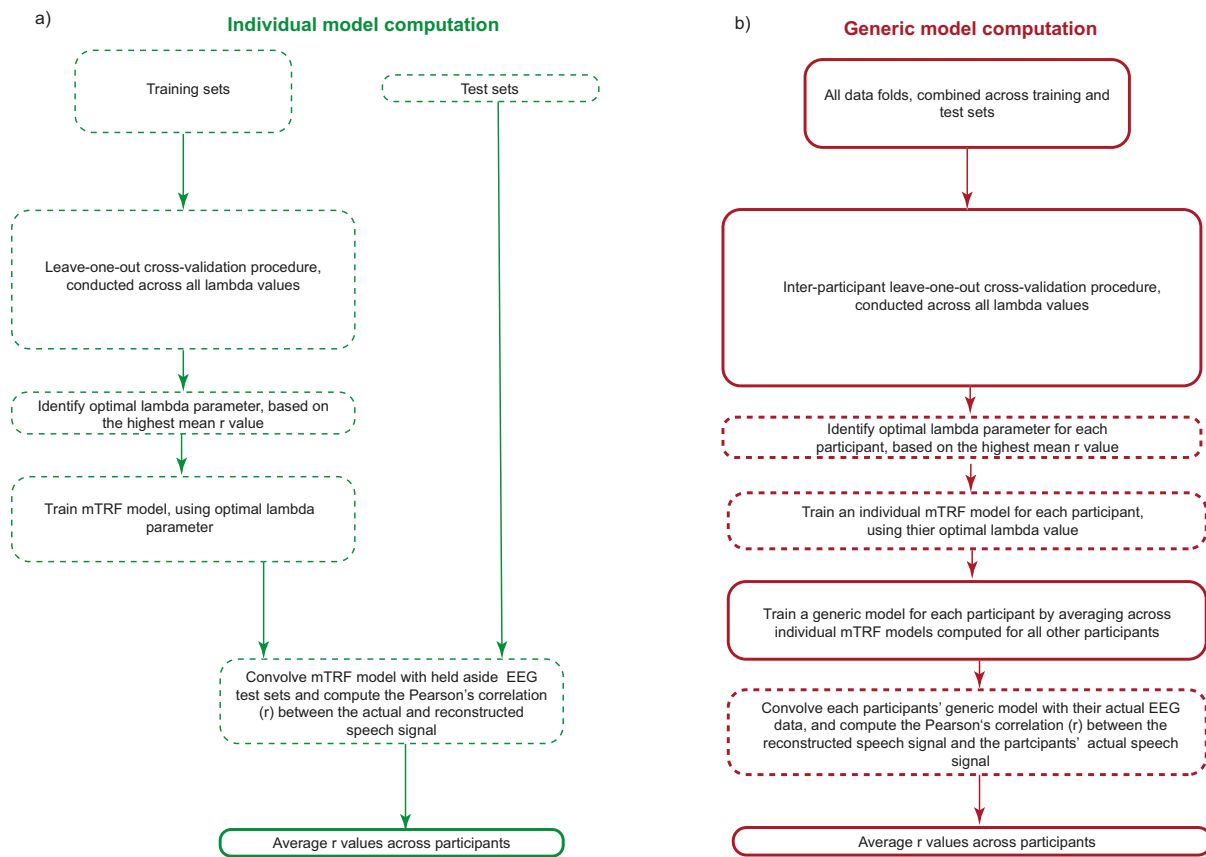 a)
Individual model computation
Training sets
Test sets
Leave-one-out cross-validation procedure,
conducted across all lambda values
Identify optimal lambda parameter, based on
the highest mean r value
Train mTRF model, using optimal lambda
parameter
Convolve mTRF model with held aside EEG
test sets and compute the Pearson's correlation
(r) between the actual and reconstructed
speech signal
Average r values across participants
b)
Generic model computation
All data folds, combined across training and
test sets
Inter-participant leave-one-out cross-validation procedure,
conducted across all lambda values
Identify optimal lambda parameter for each
participant, based on the highest mean r value
Train an individual mTRF model for each participant,
using thier optimal lambda value
Train a generic model for each participant by averaging across
individual mTRF models computed for all other participants
Convolve each participants' generic model with their actual EEG
data, and compute the Pearson's correlation (r) between the
reconstructed speech signal and the partcipants' actual speech
signal
Average r values across participants